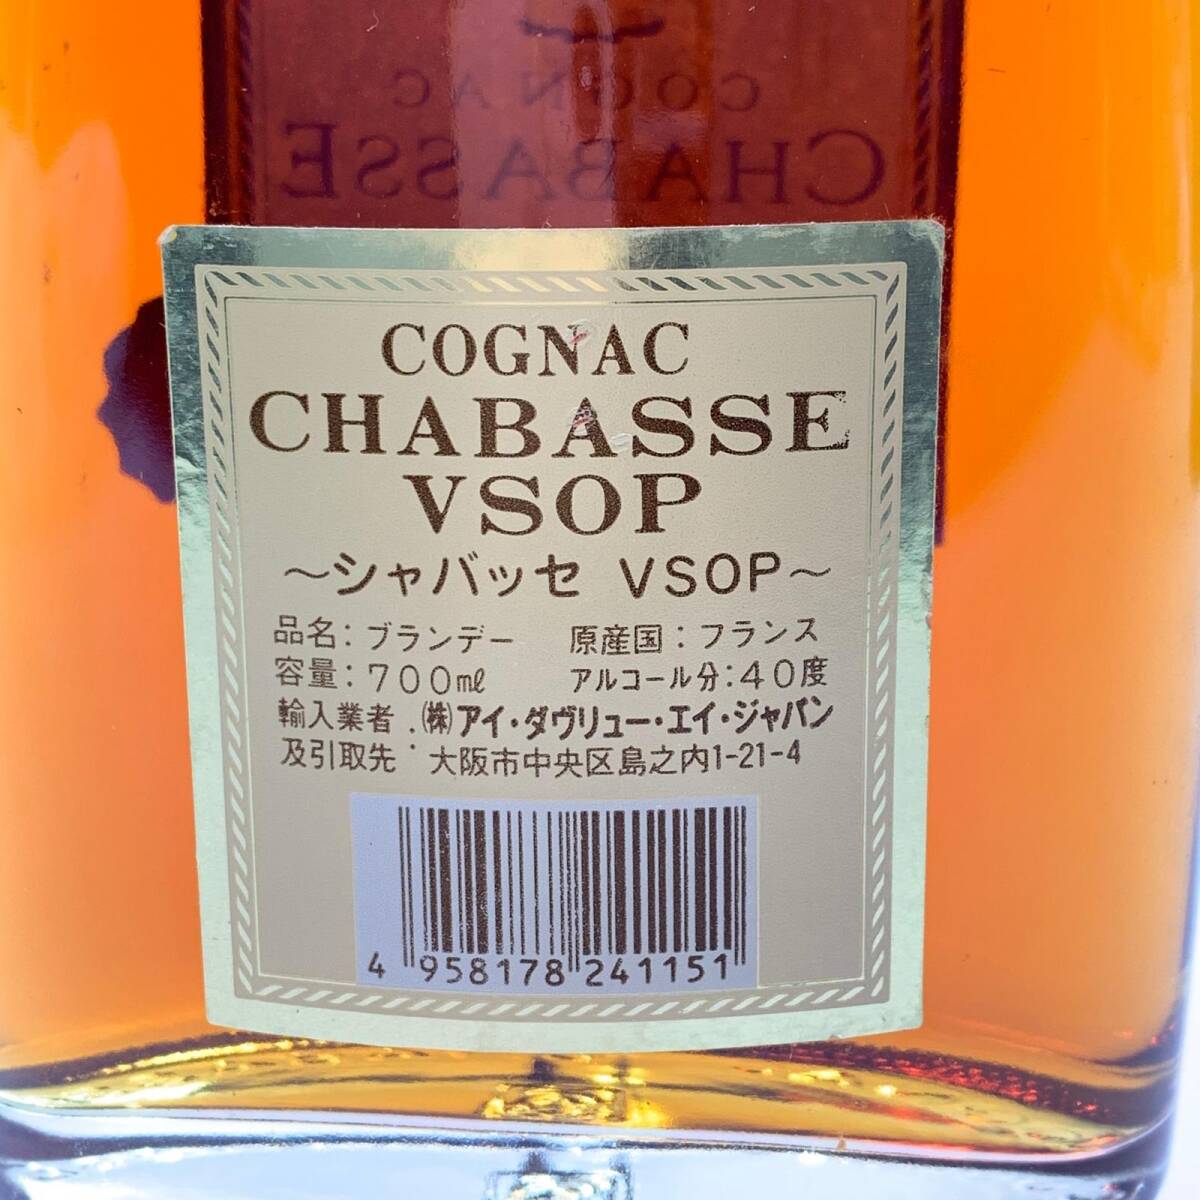 COGNAC
CHABASSE
COGNAC
CHABASSE
VSOP
～シャバッセ VSOP～
品名：ブランデー 原産国：フランス
容量：700ml アルコール分：40度
輸入業者：㈱アイ・ダヴリュー・エイ・ジャパン
及引取先 大阪市中央区島之内1-21-4
4 958178 241151